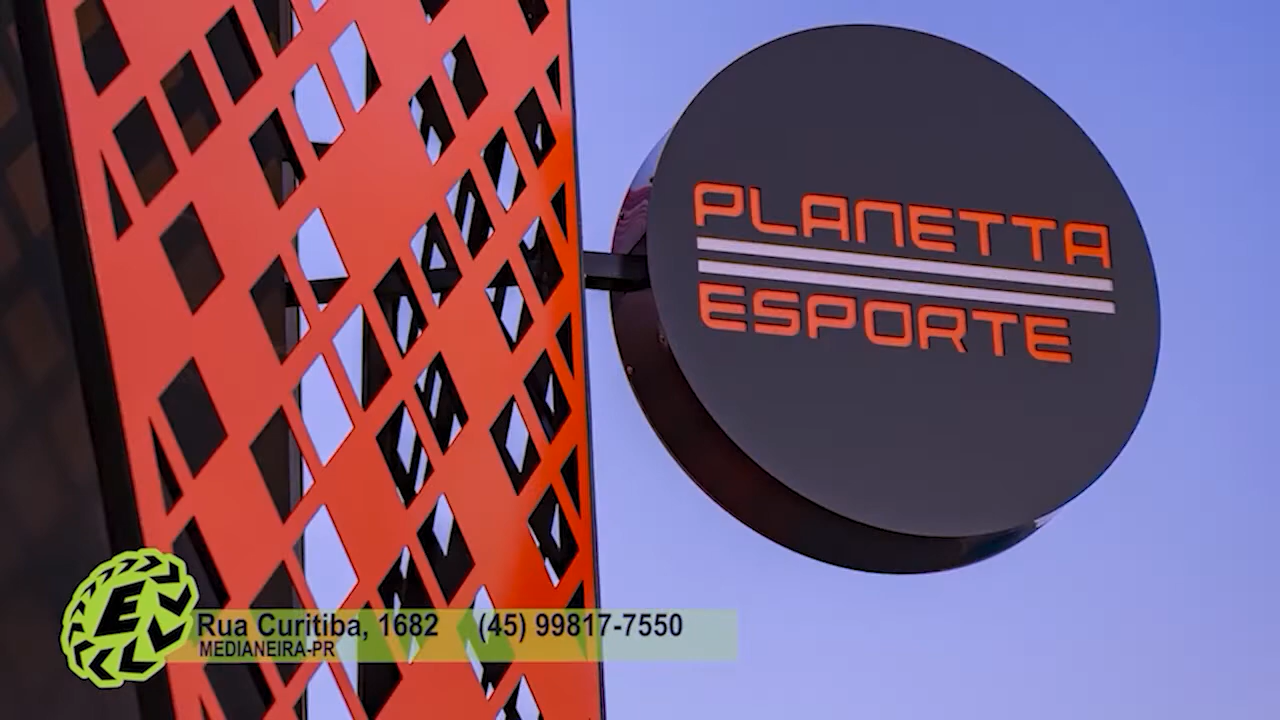 PLANETTA
ESPORTE
E
Rua Curitiba, 1682 (45) 99817-7550
MEDIANEIRA-PR